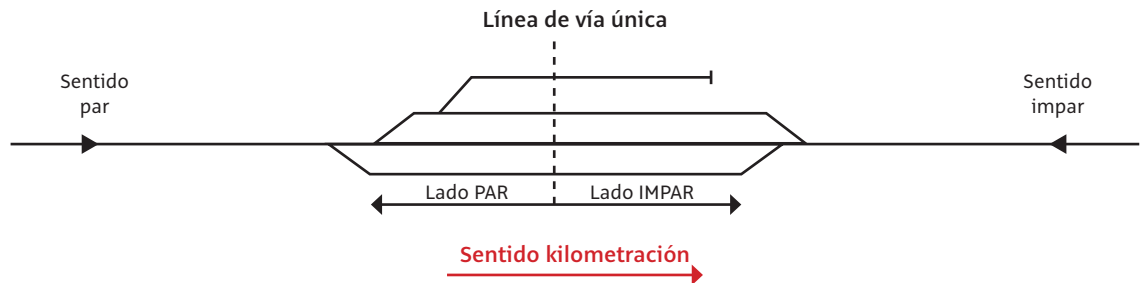 Línea de vía única
Sentido
par
Sentido
impar
Lado PAR
Lado IMPAR
Sentido kilometración